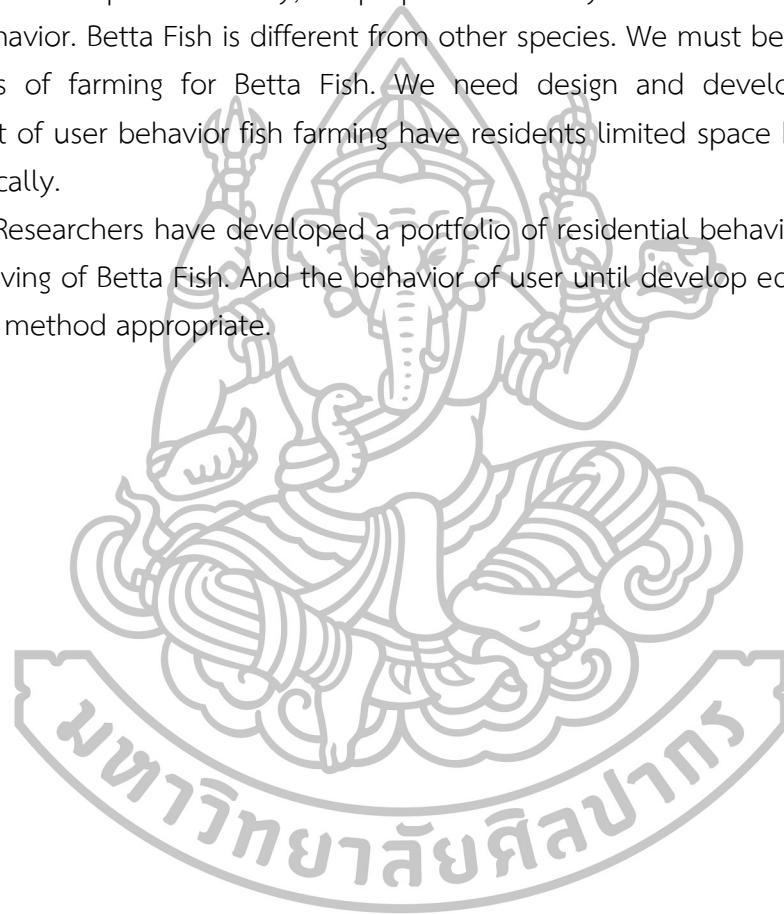 havior. Betta Fish is different from other species. We must be
s of farming for Betta Fish. We need design and develo
t of user behavior fish farming have residents limited space
cally.
Researchers have developed a portfolio of residential behavi
ving of Betta Fish. And the behavior of user until develop
method appropriate.
มหาวิทยาลัยศิลปากร